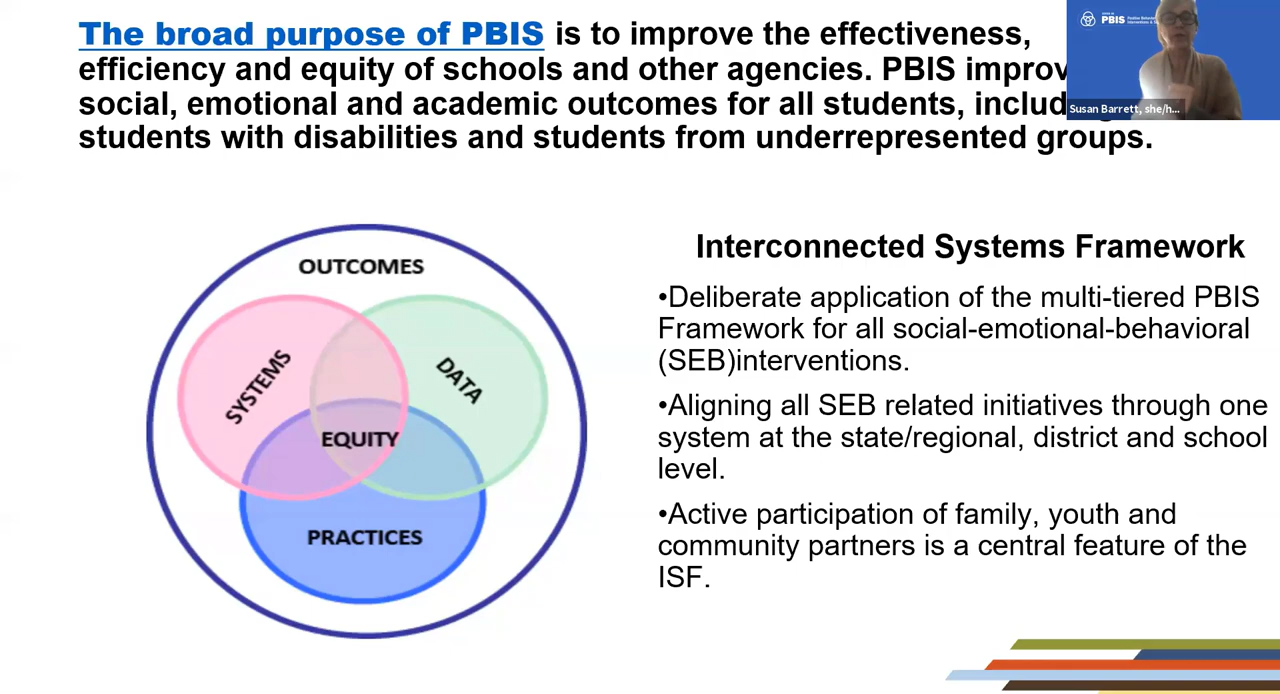 The broad purpose of PBIS is to improve the effectiveness,
efficiency and equity of schools and other agencies. PBIS improv
social, emotional and academic outcomes for all students, includ g
students with disabilities and students from underrepresented groups.
PBIS
Susan Barrett, she/h...
OUTCOMES
SYSTEMS
DATA
EQUITY
PRACTICES
Interconnected Systems Framework
•Deliberate application of the multi-tiered PBIS
Framework for all social-emotional-behavioral
(SEB)interventions.
•Aligning all SEB related initiatives through one
system at the state/regional, district and school
level.
•Active participation of family, youth and
community partners is a central feature of the
ISF.